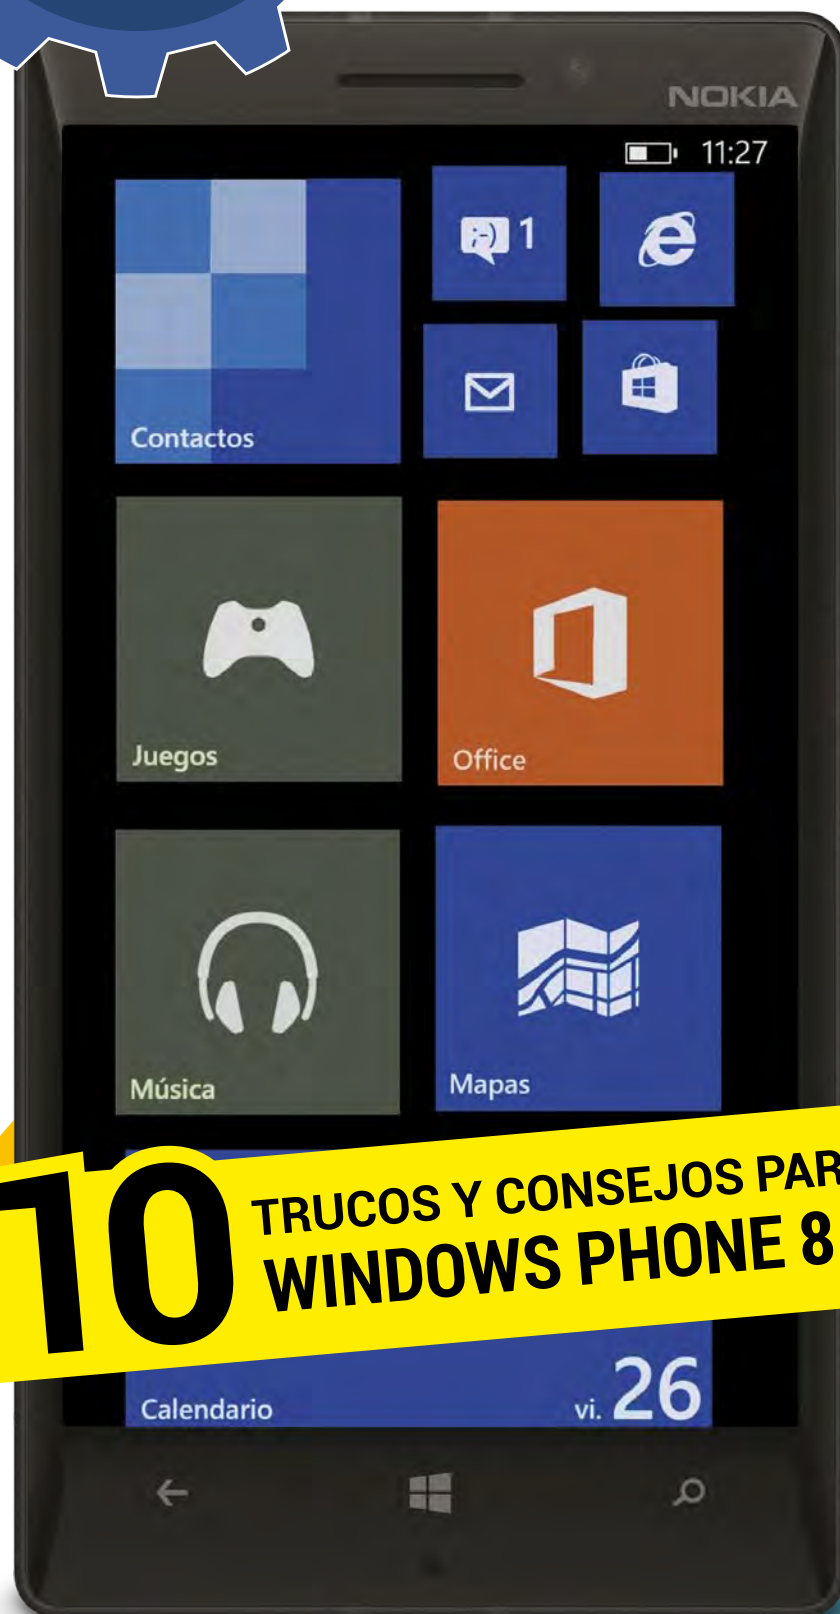 NOKIA
11:27
1
Contactos
Juegos
Office
Música
Mapas
10
TRUCOS Y CONSEJOS PAR
WINDOWS PHONE 8
Calendario
vi. 26